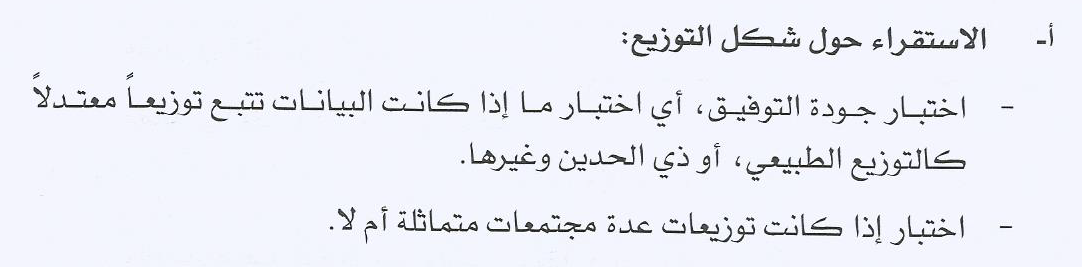 أ- الاستقراء حول شكل التوزيع:
- اختبار جودة التوفيق، أي اختبار ما إذا كانت البيانات تتبع توزيعاً معتدلاً
كالتوزيع الطبيعي، أو ذي الحدين وغيرها.
- اختبار إذا كانت توزيعات عدة مجتمعات متماثلة أم لا.